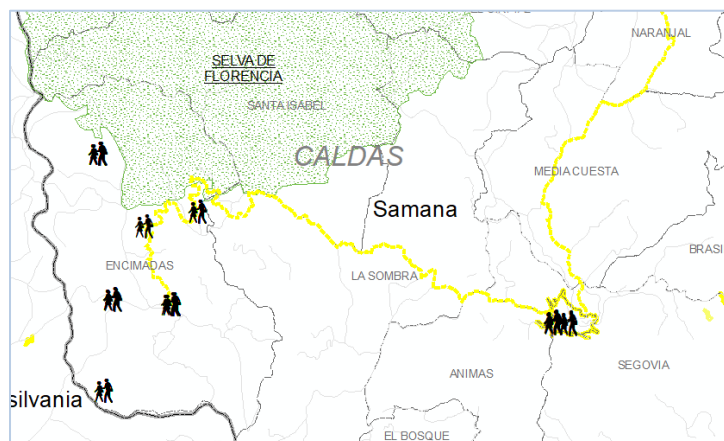 NARANJAL
SELVA DE
FLORENCIA
SANTA ISABEL
CALDAS
MEDIA CUESTA
Samana
BRASI
ENCIMADAS
LA SOMBRA
SEGOVIA
ANIMAS
silvania
EL BOSQUE